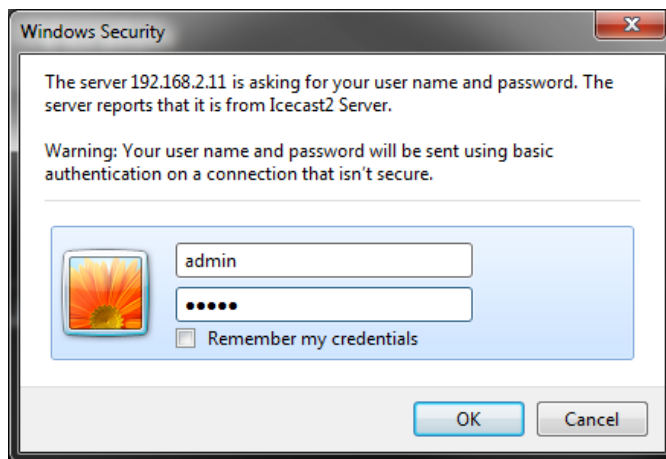 Windows Security
The server 192.168.2.11 is asking for your user name and password. The
server reports that it is from Icecast2 Server.
Warning: Your user name and password will be sent using basic
authentication on a connection that isn't secure.
admin
•••••
Remember my credentials
OK
Cancel